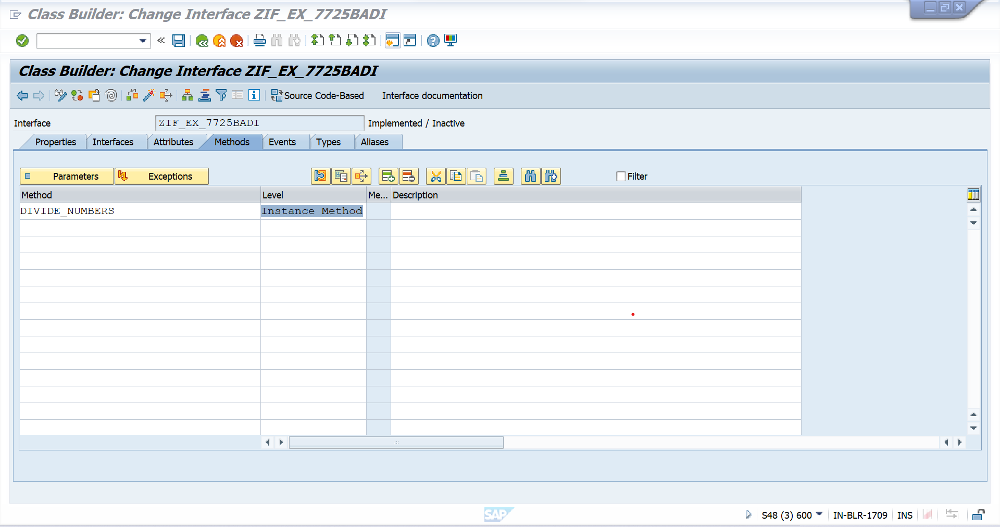 Class Builder: Change Interface ZIF_EX_7725BADI
Class Builder: Change Interface ZIF_EX_7725BADI
Source Code-Based Interface documentation
Interface ZIF_EX_7725BADI Implemented / Inactive
Properties Interfaces Attributes Methods Events Types Aliases
Parameters Exceptions Filter
Method Level Me... Description
DIVIDE_NUMBERS Instance Method
SAP S48 (3) 600 IN-BLR-1709 INS